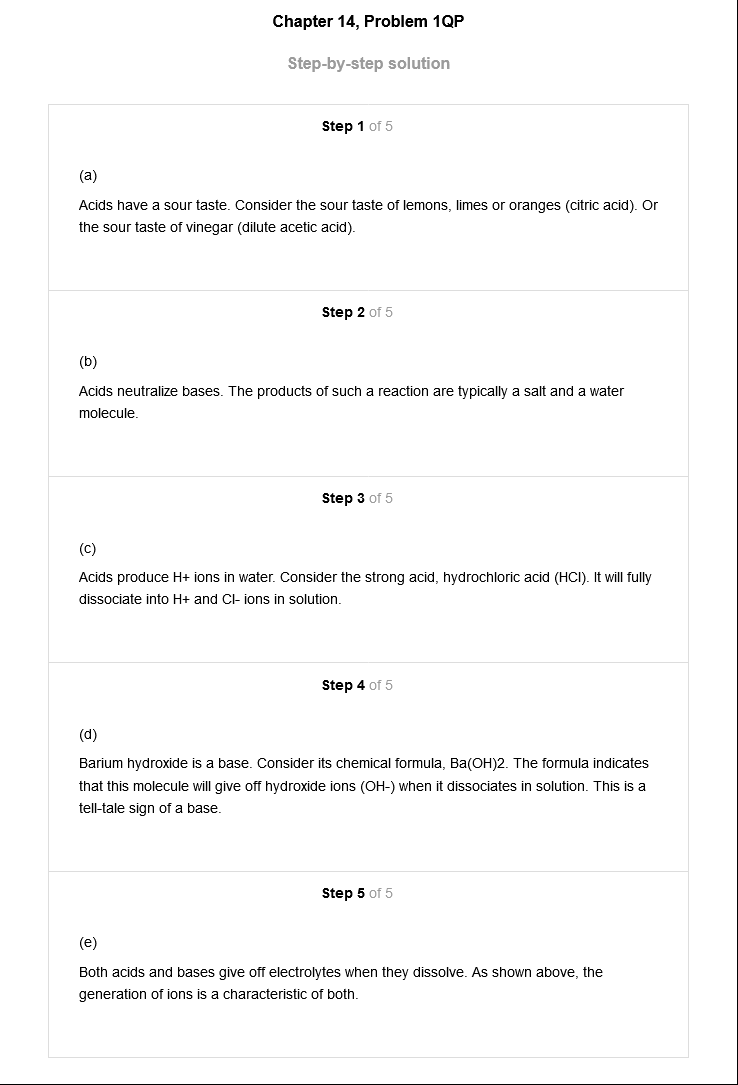 Chapter 14, Problem 1QP
Step-by-step solution
Step 1 of 5
(a)
Acids have a sour taste. Consider the sour taste of lemons, limes or oranges (citric acid). Or
the sour taste of vinegar (dilute acetic acid).
Step 2 of 5
(b)
Acids neutralize bases. The products of such a reaction are typically a salt and a water
molecule.
Step 3 of 5
(c)
Acids produce H+ ions in water. Consider the strong acid, hydrochloric acid (HCl). It will fully
dissociate into H+ and Cl- ions in solution.
Step 4 of 5
(d)
Barium hydroxide is a base. Consider its chemical formula, Ba(OH)2. The formula indicates
that this molecule will give off hydroxide ions (OH-) when it dissociates in solution. This is a
tell-tale sign of a base.
Step 5 of 5
(e)
Both acids and bases give off electrolytes when they dissolve. As shown above, the
generation of ions is a characteristic of both.